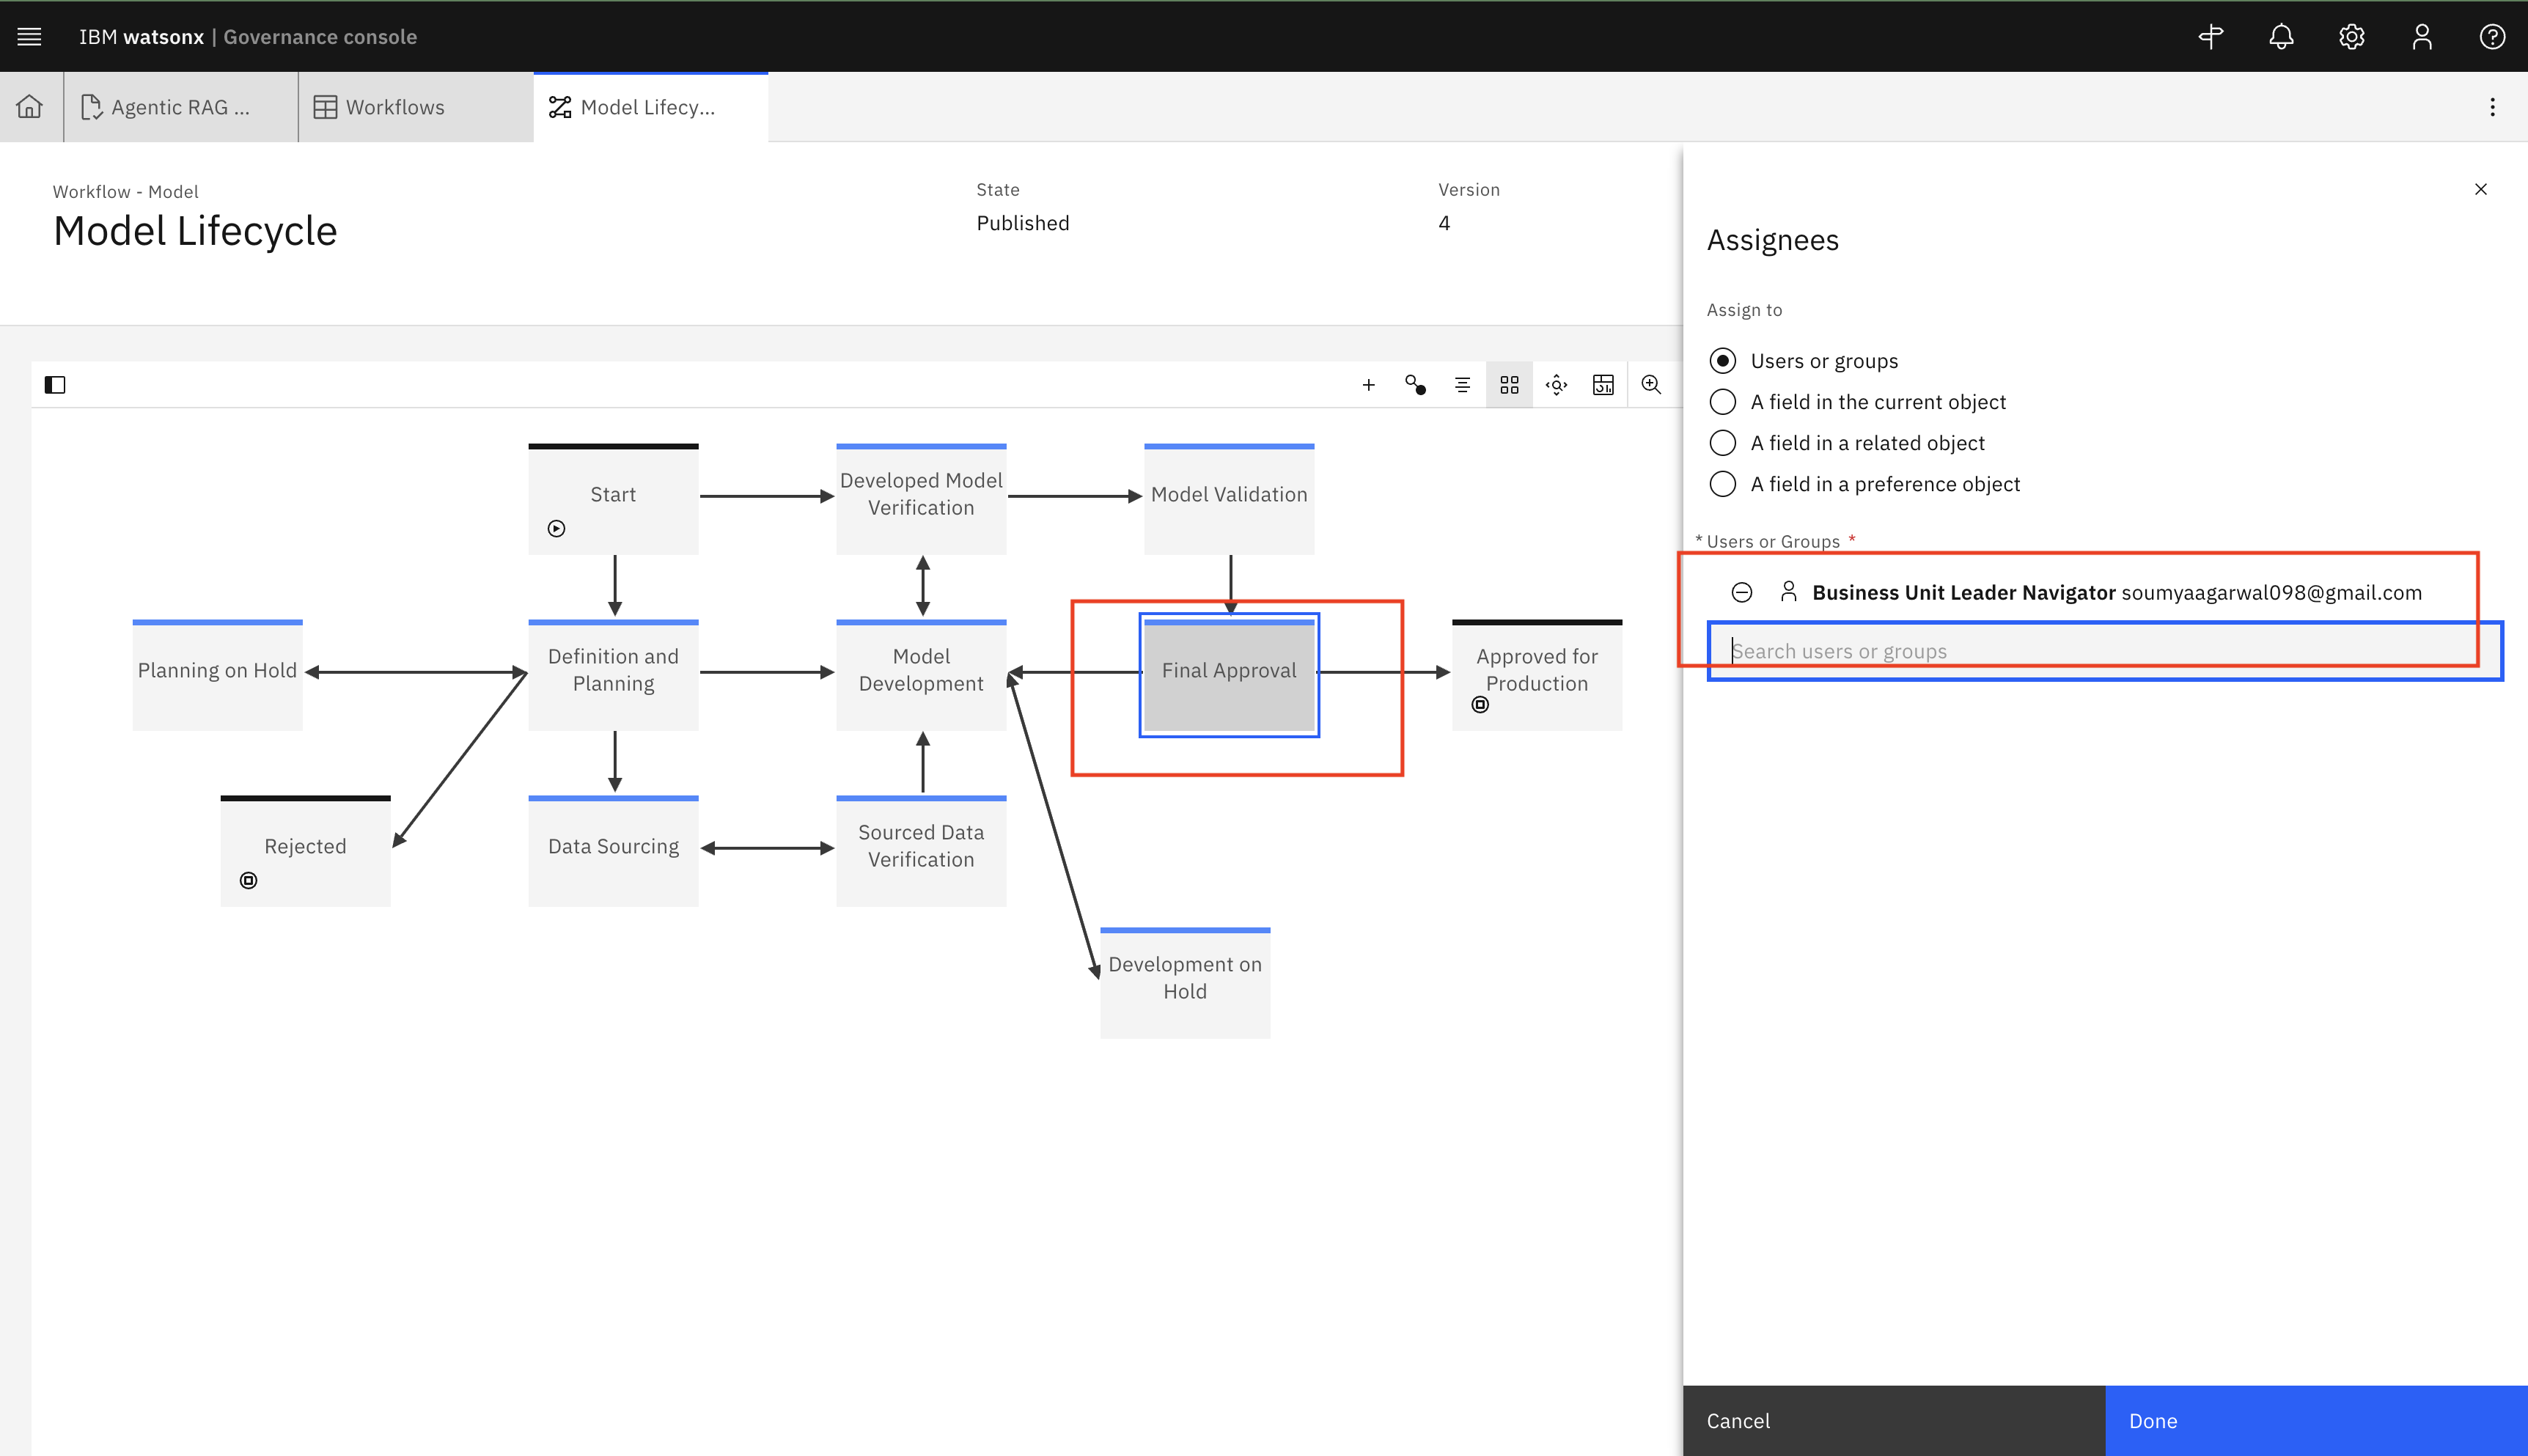 IBM watsonx | Governance console
Agentic RAG ...
Workflows
Model Lifecy...
Workflow - Model
Model Lifecycle
State
Published
Version
4
Start
Developed Model
Verification
Model Validation
Planning on Hold
Definition and
Planning
Model
Development
Final Approval
Approved for
Production
Rejected
Data Sourcing
Sourced Data
Verification
Development on
Hold
Assignees
Assign to
Users or groups
A field in the current object
A field in a related object
A field in a preference object
* Users or Groups *
Business Unit Leader Navigator soumyaagarwal098@gmail.com
Search users or groups
Cancel
Done